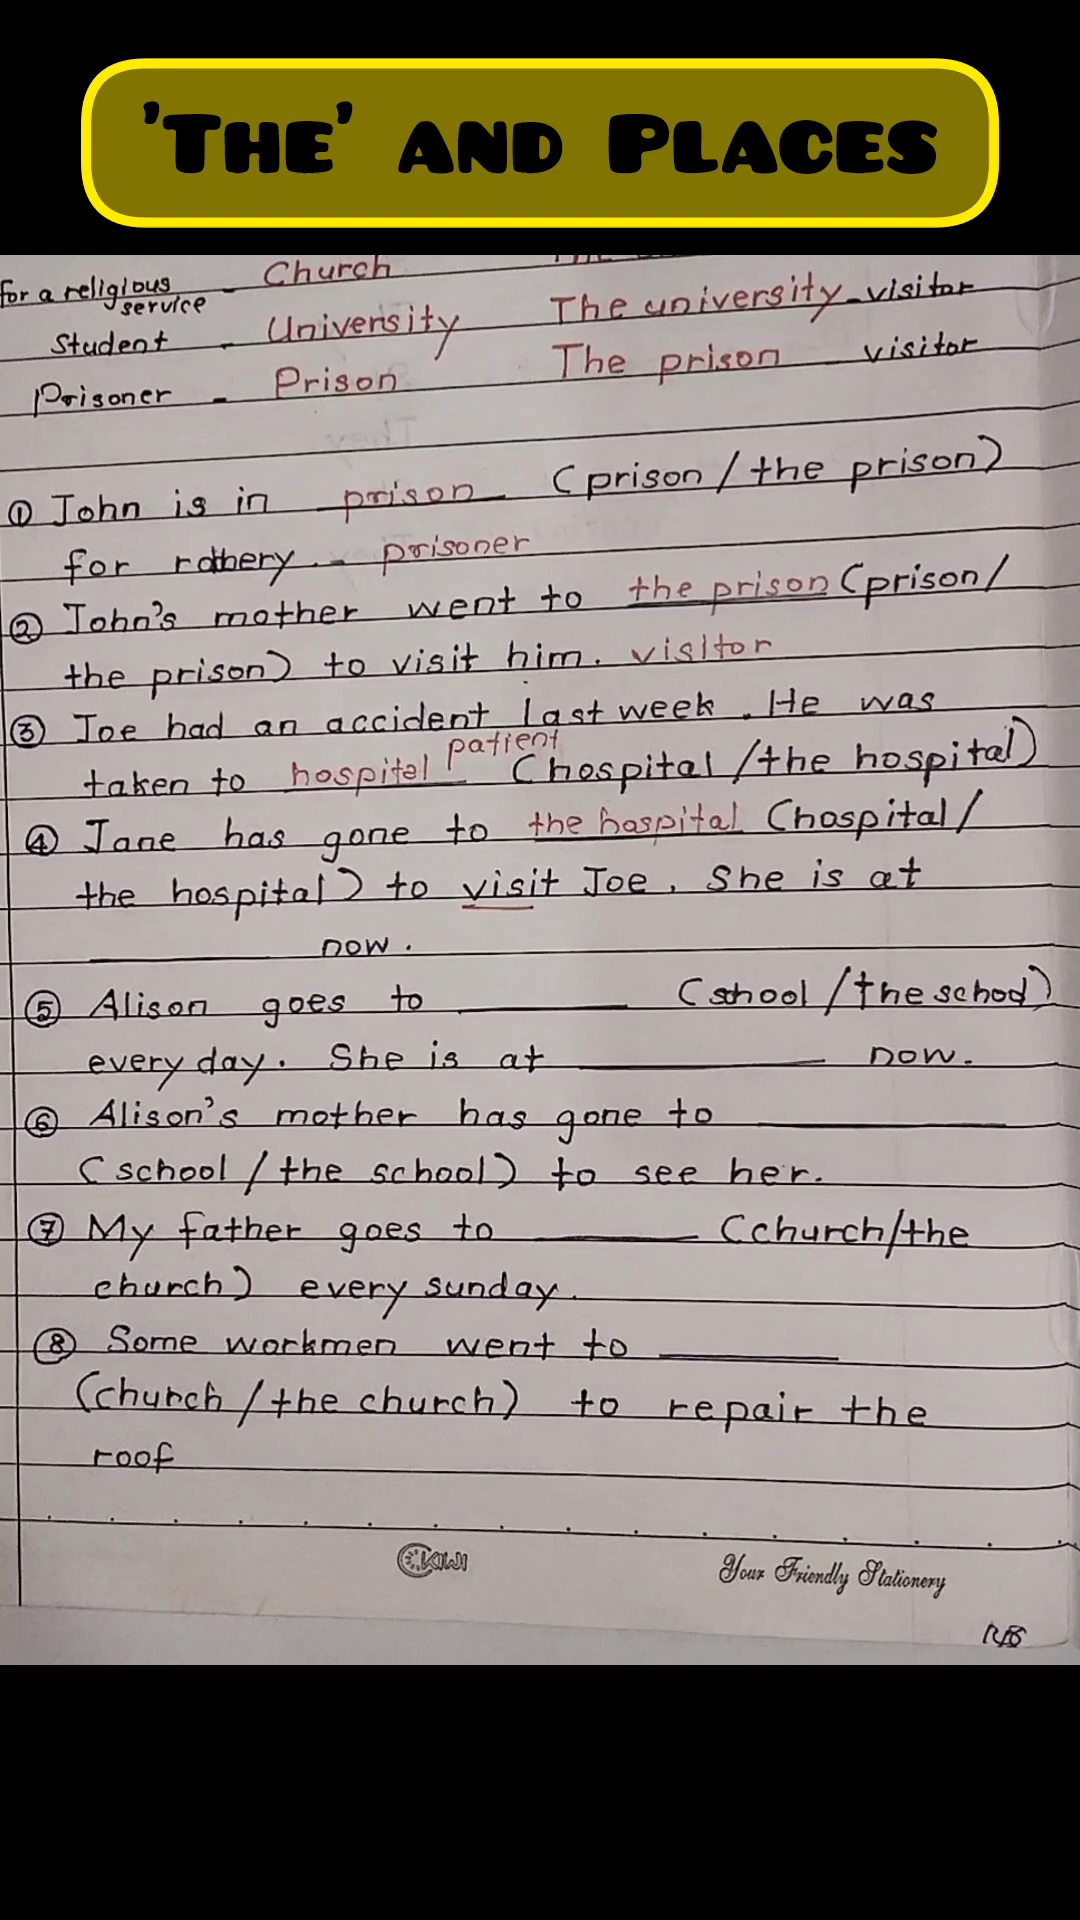 'The' and Places
for a religious service - Church
Student - University The university - visitor
Prisoner - Prison The prison visitor
① John is in prison (prison / the prison)
for robbery. - prisoner
② John's mother went to the prison (prison /
the prison) to visit him. visitor
③ Joe had an accident last week. He was
taken to hospital patient (hospital / the hospital)
④ Jane has gone to the hospital (hospital /
the hospital) to visit Joe. She is at
________ now.
⑤ Alison goes to ________ (school / the school)
every day. She is at ________ now.
⑥ Alison's mother has gone to ________
(school / the school) to see her.
⑦ My father goes to ________ (church/the
church) every sunday.
⑧ Some workmen went to ________
(church / the church) to repair the
roof
KIWI Your Friendly Stationery